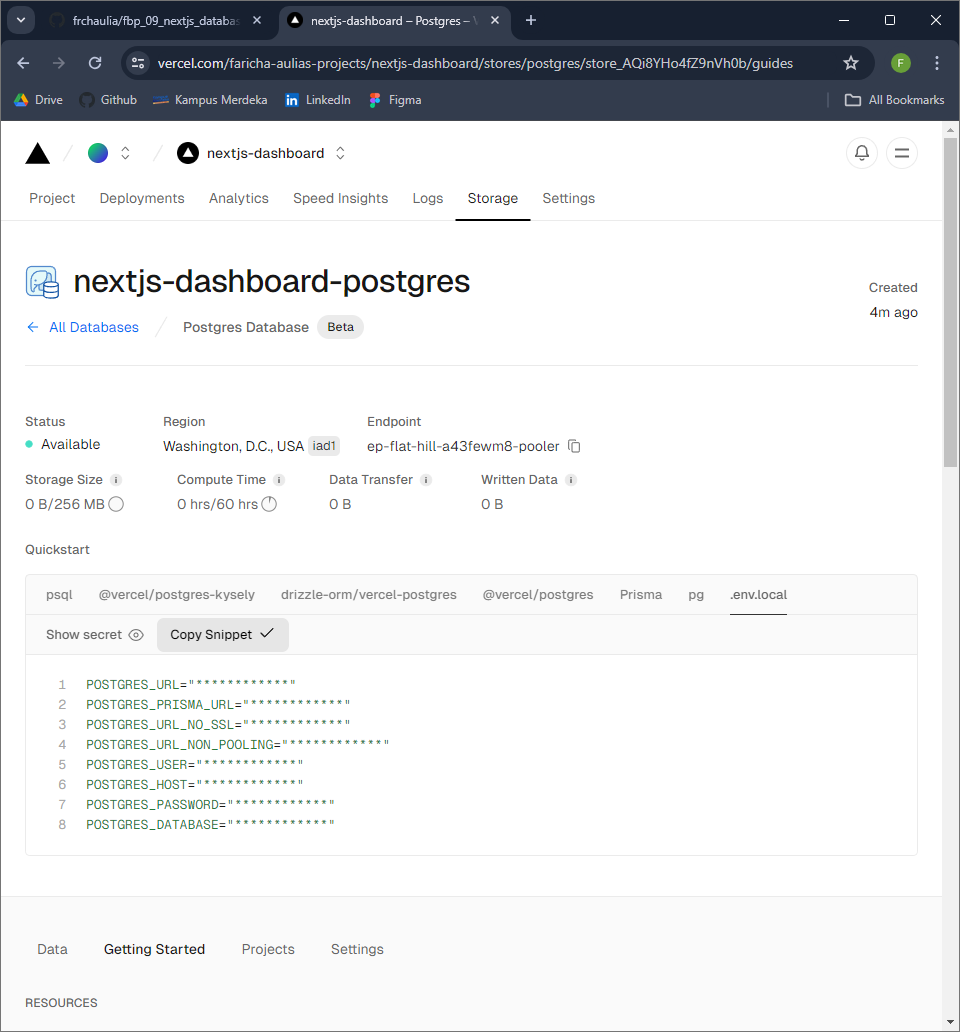 frchaulia/fbp_09_nextjs_databas
nextjs-dashboard – Postgres –
vercel.com/faricha-aulias-projects/nextjs-dashboard/stores/postgres/store_AQi8YHo4fZ9nVh0b/guides
F
Drive Github Kampus Merdeka LinkedIn Figma All Bookmarks
nextjs-dashboard
Project Deployments Analytics Speed Insights Logs Storage Settings
nextjs-dashboard-postgres
Created
4m ago
← All Databases Postgres Database Beta
Status Region Endpoint
Available Washington, D.C., USA iad1 ep-flat-hill-a43fewm8-pooler
Storage Size Compute Time Data Transfer Written Data
0 B/256 MB 0 hrs/60 hrs 0 B 0 B
Quickstart
psql @vercel/postgres-kysely drizzle-orm/vercel-postgres @vercel/postgres Prisma pg .env.local
Show secret Copy Snippet
1 POSTGRES_URL="************"
2 POSTGRES_PRISMA_URL="************"
3 POSTGRES_URL_NO_SSL="************"
4 POSTGRES_URL_NON_POOLING="************"
5 POSTGRES_USER="************"
6 POSTGRES_HOST="************"
7 POSTGRES_PASSWORD="************"
8 POSTGRES_DATABASE="************"
Data Getting Started Projects Settings
RESOURCES